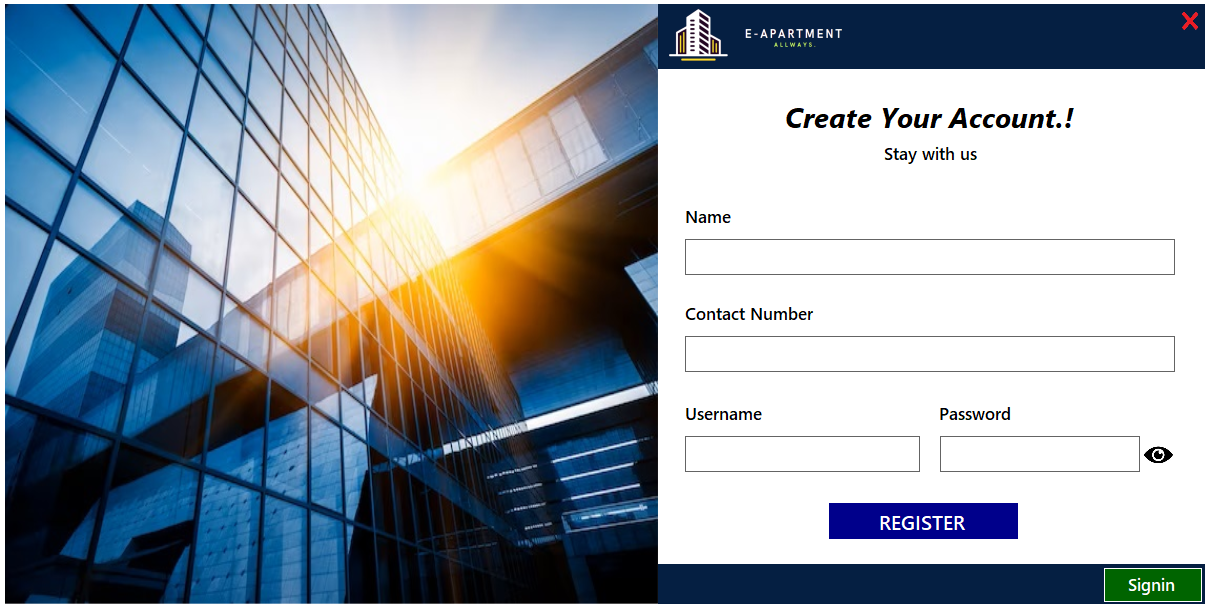 E-APARTMENT
ALLWAYS.
Create Your Account.!
Stay with us
Name
Contact Number
Username Password
REGISTER
Signin